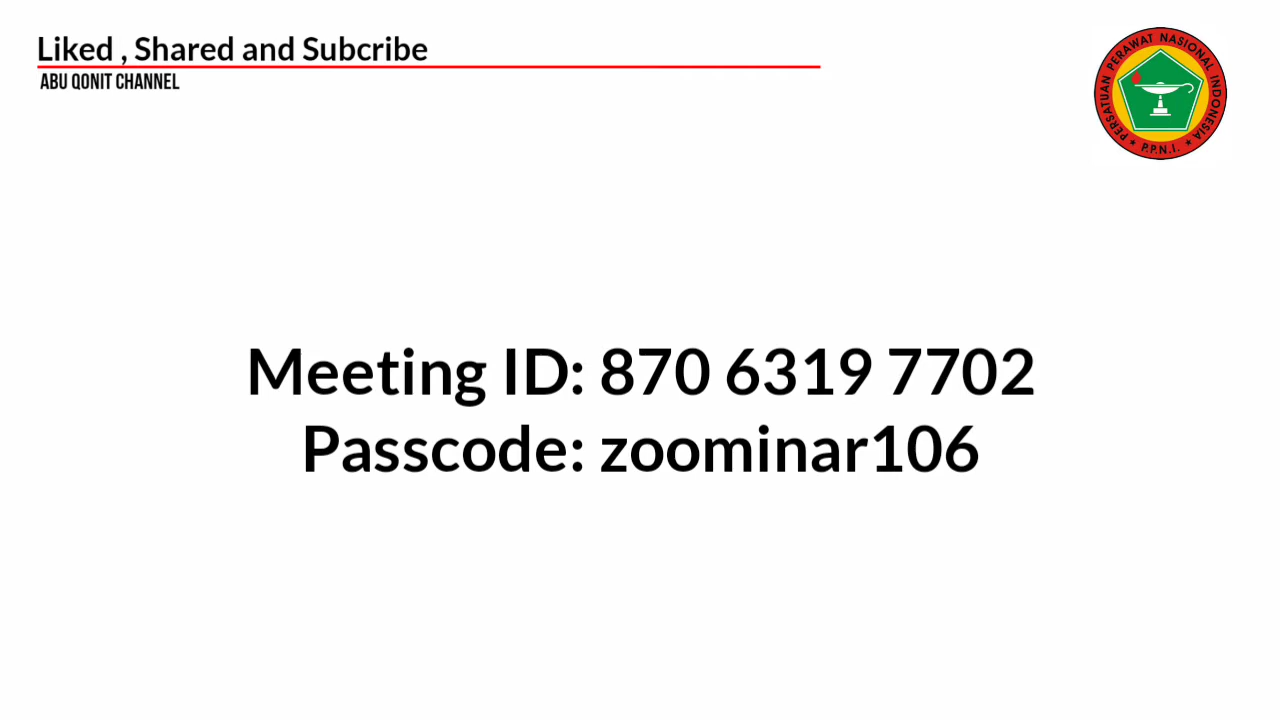 Liked , Shared and Subcribe
ABU QONIT CHANNEL
PERSATUAN PERAWAT NASIONAL INDONESIA
P.P.N.I.
Meeting ID: 870 6319 7702
Passcode: zoominar106